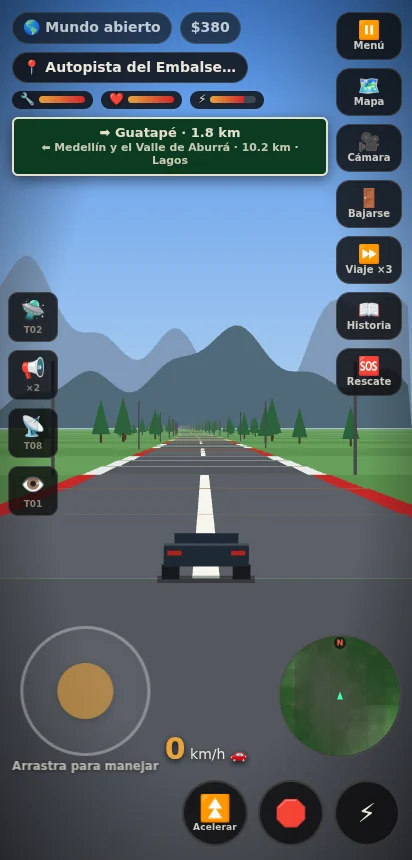 Mundo abierto
$380
Menú
Autopista del Embalse...
Mapa
➡ Guatapé · 1.8 km
⬅ Medellín y el Valle de Aburrá · 10.2 km ·
Lagos
Cámara
Bajarse
Viaje ×3
Historia
SOS
Rescate
T02
×2
T08
T01
N
0 km/h
Arrastra para manejar
Acelerar